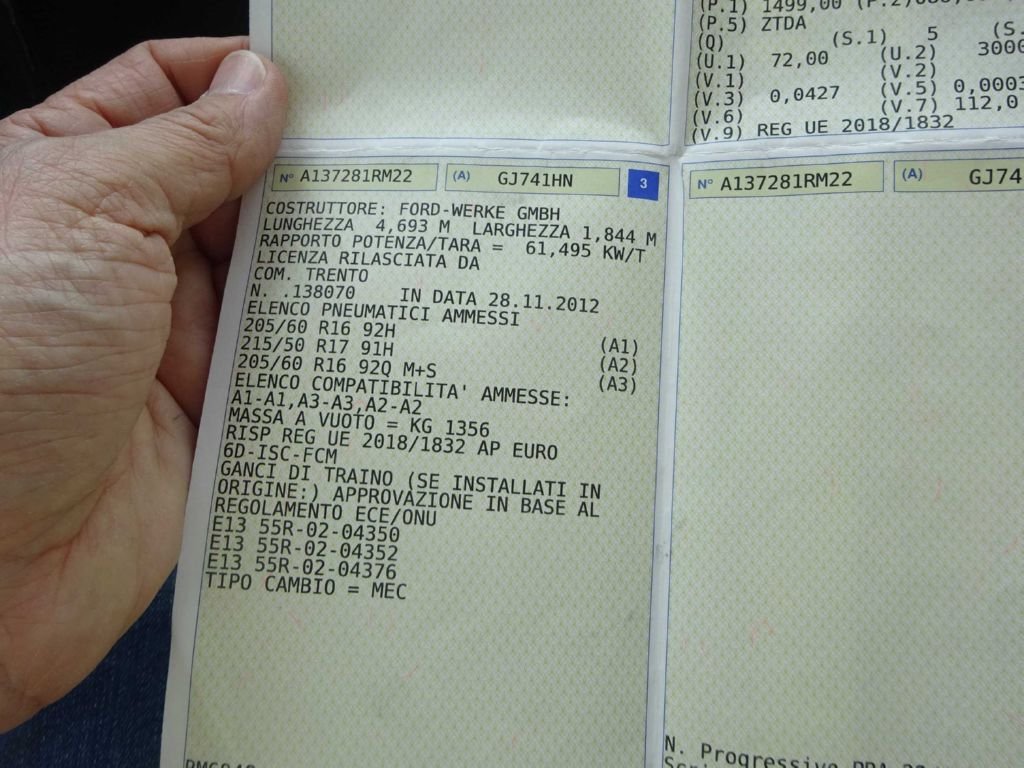 (P.1) 1499,00 (P.2)
(P.5) ZTDA
(Q) (S.1) 5 (S.
(U.1) 72,00 (U.2) 3000
(V.1) (V.2)
(V.3) 0,0427 (V.5) 0,0003
(V.6) (V.7) 112,0
(V.9) REG UE 2018/1832
N° A137281RM22 (A) GJ741HN 3
COSTRUTTORE: FORD-WERKE GMBH
LUNGHEZZA 4,693 M LARGHEZZA 1,844 M
RAPPORTO POTENZA/TARA = 61,495 KW/T
LICENZA RILASCIATA DA
COM. TRENTO
N. .138070 IN DATA 28.11.2012
ELENCO PNEUMATICI AMMESSI
205/60 R16 92H (A1)
215/50 R17 91H (A2)
205/60 R16 92Q M+S (A3)
ELENCO COMPATIBILITA' AMMESSE:
A1-A1,A3-A3,A2-A2
MASSA A VUOTO = KG 1356
RISP REG UE 2018/1832 AP EURO
6D-ISC-FCM
GANCI DI TRAINO (SE INSTALLATI IN
ORIGINE:) APPROVAZIONE IN BASE AL
REGOLAMENTO ECE/ONU
E13 55R-02-04350
E13 55R-02-04352
E13 55R-02-04376
TIPO CAMBIO = MEC
N° A137281RM22 (A) GJ74
N. Progressivo